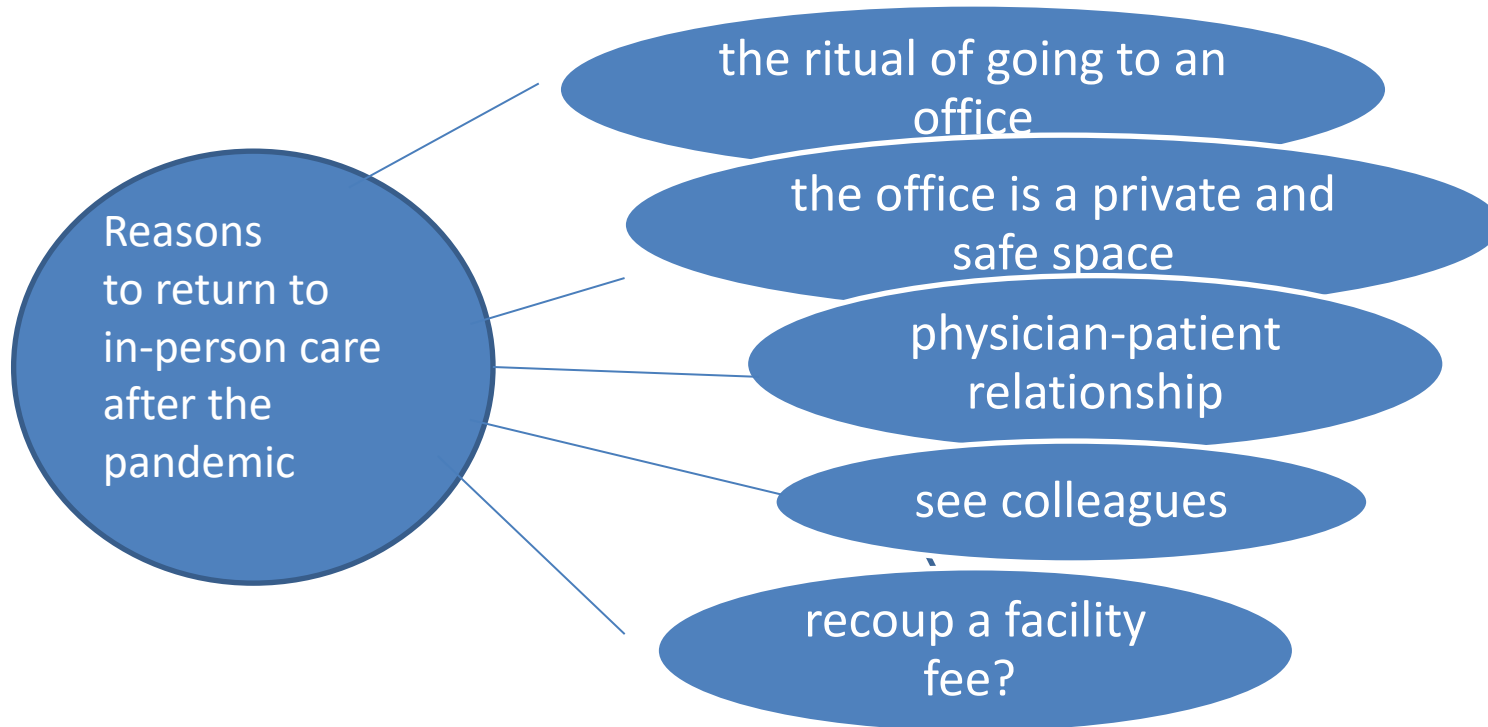 Reasons
to return to
in-person care
after the
pandemic
the ritual of going to an
office
the office is a private and
safe space
physician-patient
relationship
see colleagues
recoup a facility
fee?